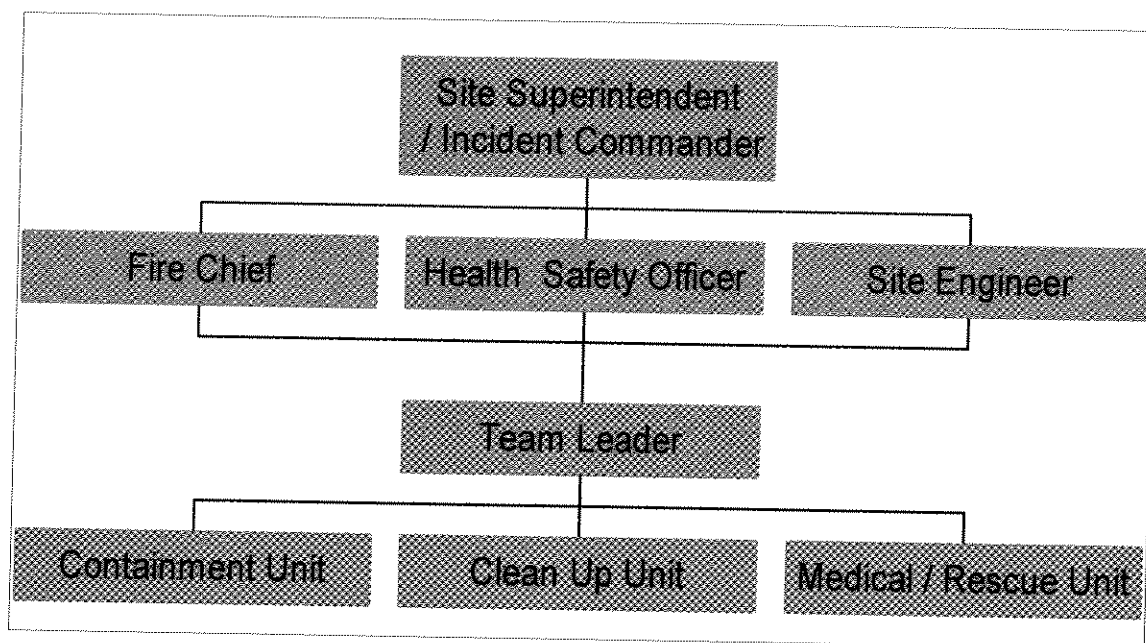 Site Superintendent
/ Incident Commander
Fire Chief
Health Safety Officer
Site Engineer
Team Leader
Containment Unit
Clean Up Unit
Medical / Rescue Unit